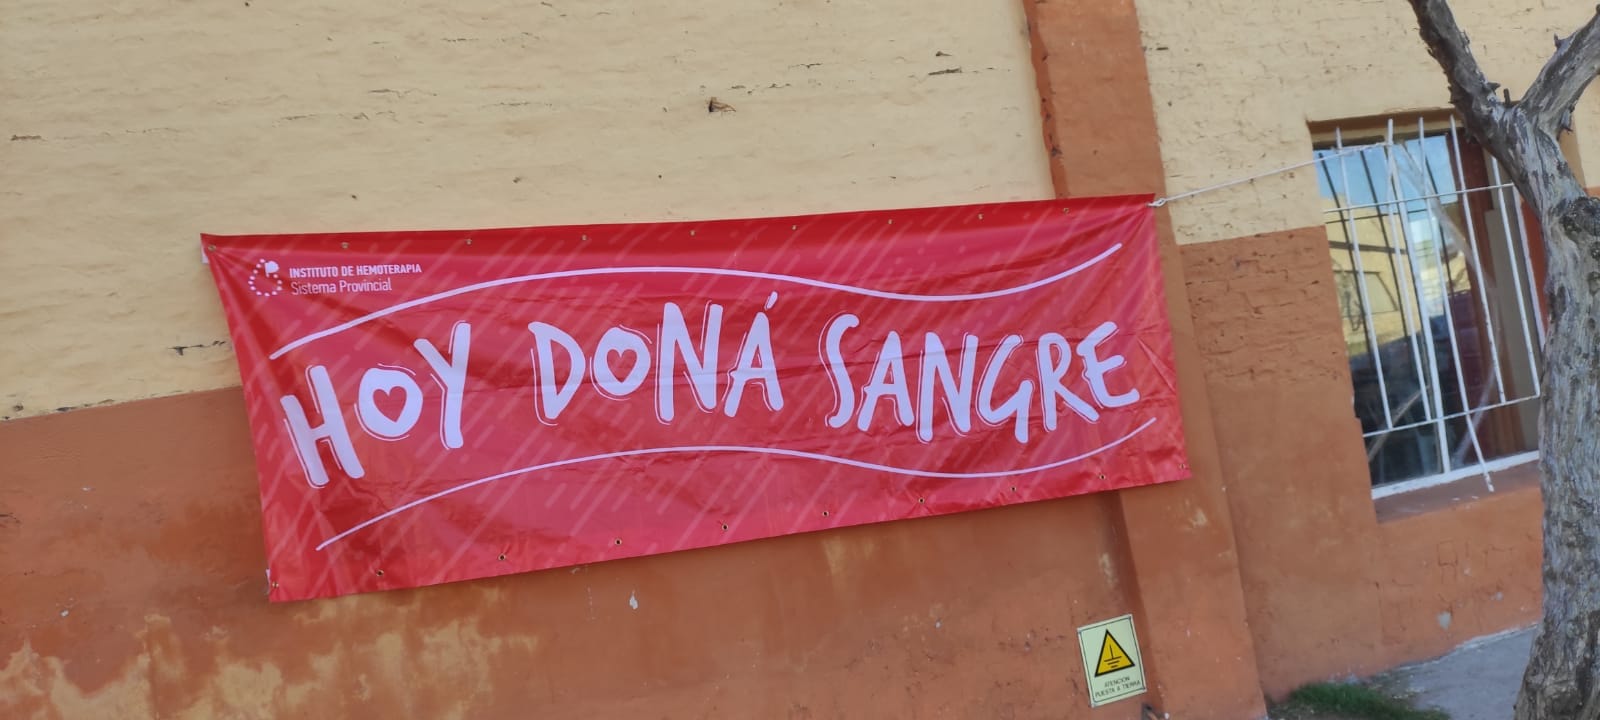 INSTITUTO DE HEMOTERAPIA
Sistema Provincial
HOY DONÁ SANGRE
ATENCION
PUESTA A TIERRA